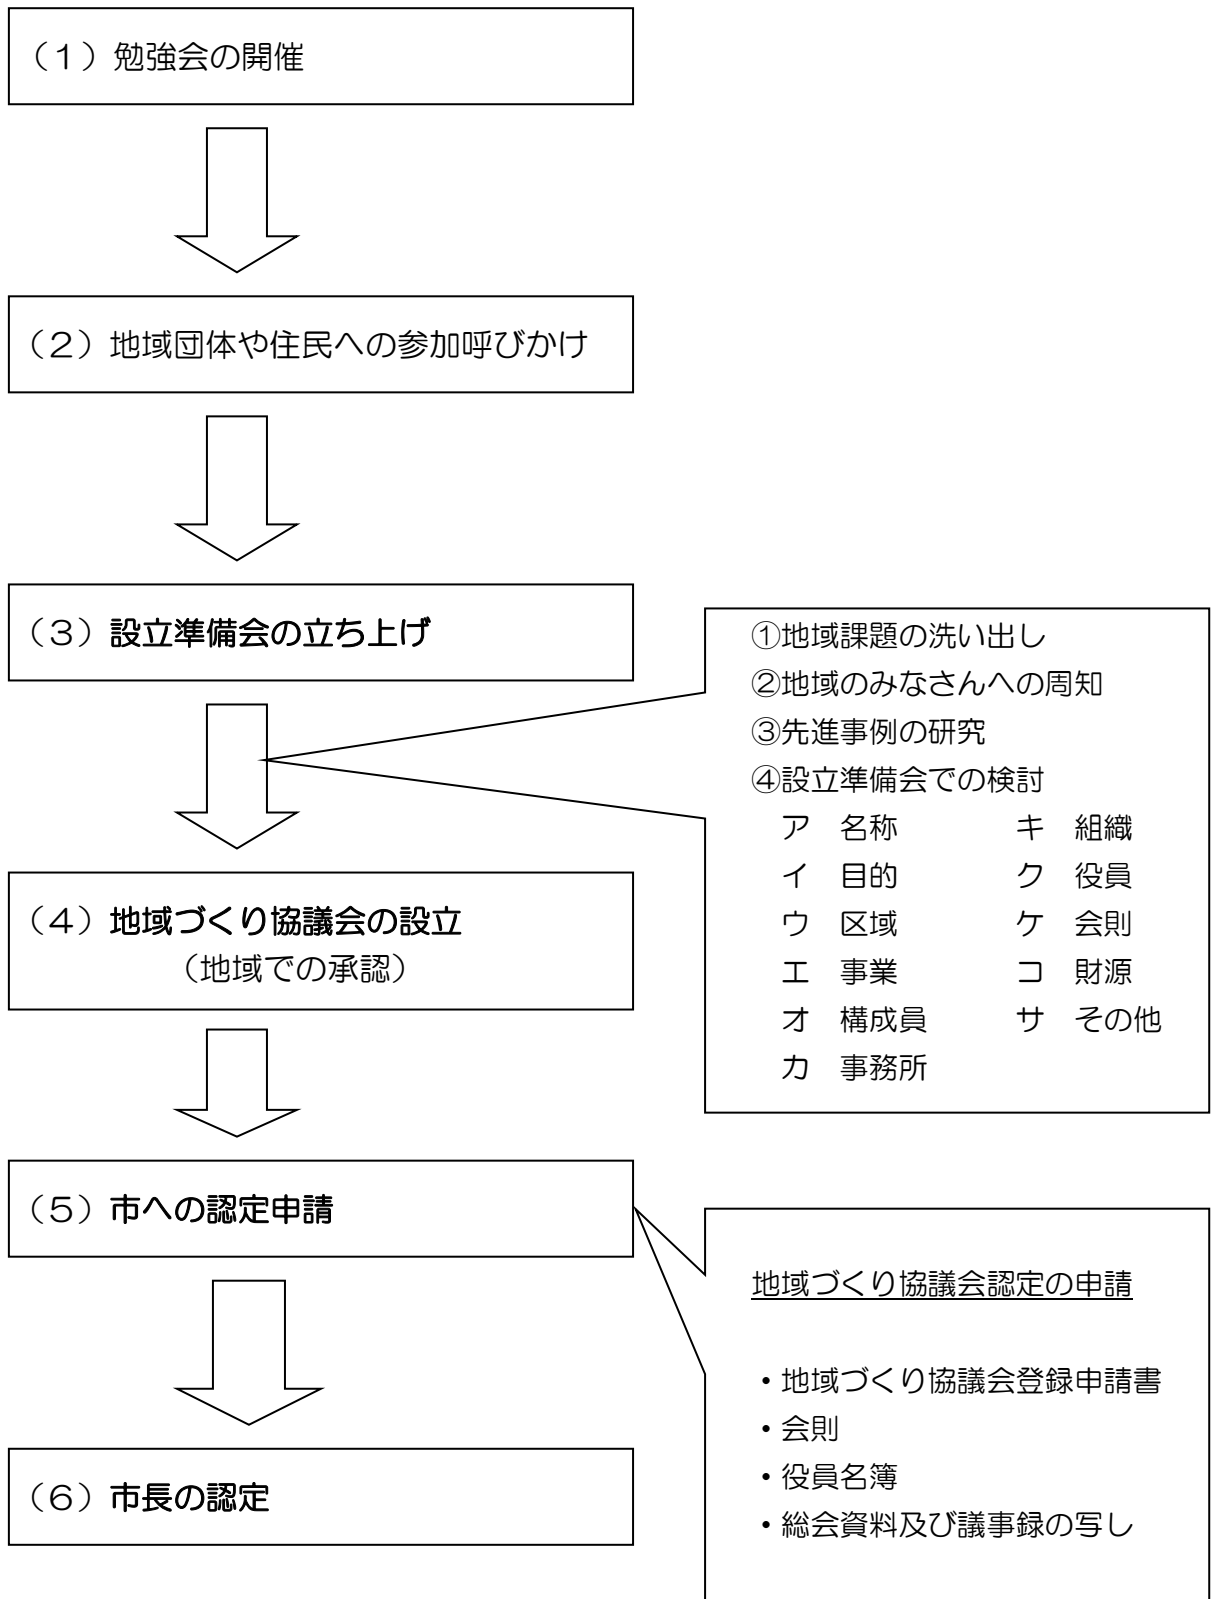 （１）勉強会の開催
（２）地域団体や住民への参加呼びかけ
（３）設立準備会の立ち上げ
①地域課題の洗い出し
②地域のみなさんへの周知
③先進事例の研究
④設立準備会での検討
ア　名称　　　キ　組織
イ　目的　　　ク　役員
ウ　区域　　　ケ　会則
エ　事業　　　コ　財源
オ　構成員　　　サ　その他
カ　事務所
（４）地域づくり協議会の設立
（地域での承認）
（５）市への認定申請
地域づくり協議会認定の申請
・地域づくり協議会登録申請書
・会則
・役員名簿
・総会資料及び議事録の写し
（６）市長の認定